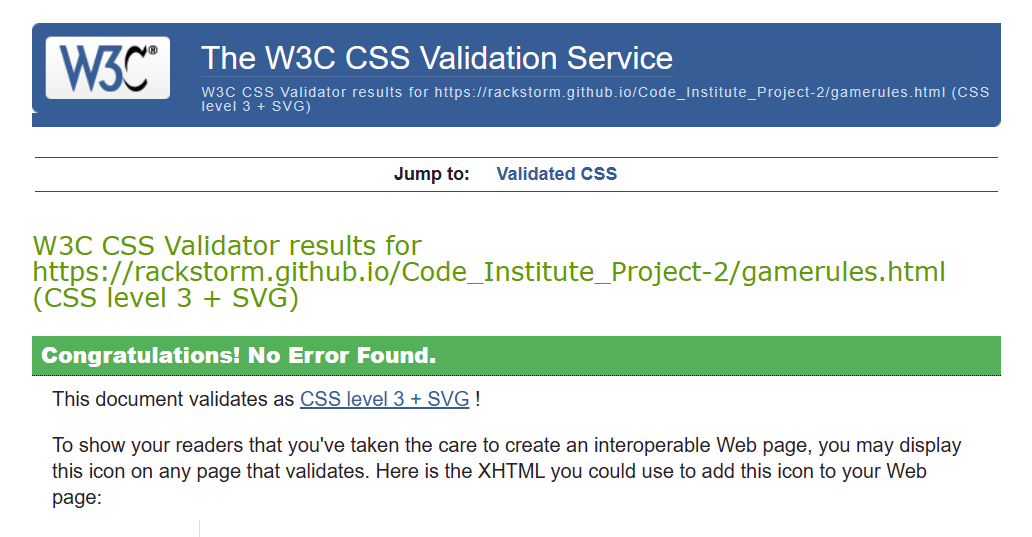 W3C®
The W3C CSS Validation Service
W3C CSS Validator results for https://rackstorm.github.io/Code_Institute_Project-2/gamerules.html (CSS
level 3 + SVG)
Jump to: Validated CSS
W3C CSS Validator results for
https://rackstorm.github.io/Code_Institute_Project-2/gamerules.html
(CSS level 3 + SVG)
Congratulations! No Error Found.
This document validates as CSS level 3 + SVG !
To show your readers that you've taken the care to create an interoperable Web page, you may display
this icon on any page that validates. Here is the XHTML you could use to add this icon to your Web
page: